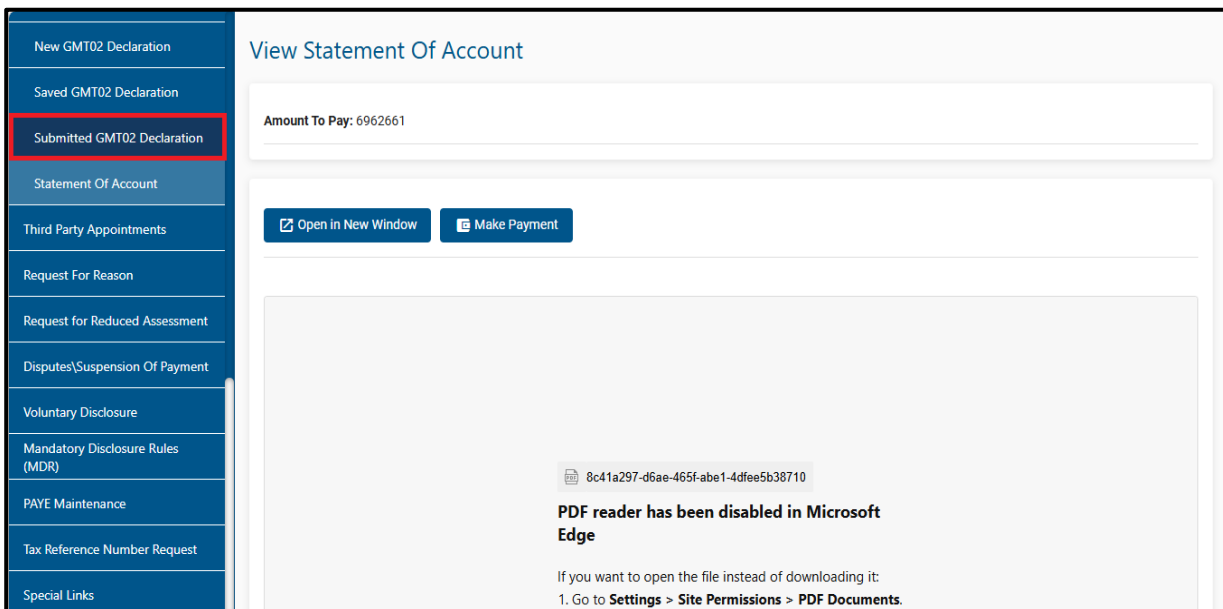 New GMT02 Declaration
Saved GMT02 Declaration
Submitted GMT02 Declaration
Statement Of Account
Third Party Appointments
Request For Reason
Request for Reduced Assessment
Disputes\Suspension Of Payment
Voluntary Disclosure
Mandatory Disclosure Rules
(MDR)
PAYE Maintenance
Tax Reference Number Request
Special Links
View Statement Of Account
Amount To Pay: 6962661
Open in New Window
Make Payment
PDF
8c41a297-d6ae-465f-abe1-4dfee5b38710
PDF reader has been disabled in Microsoft
Edge
If you want to open the file instead of downloading it:
1. Go to Settings > Site Permissions > PDF Documents.